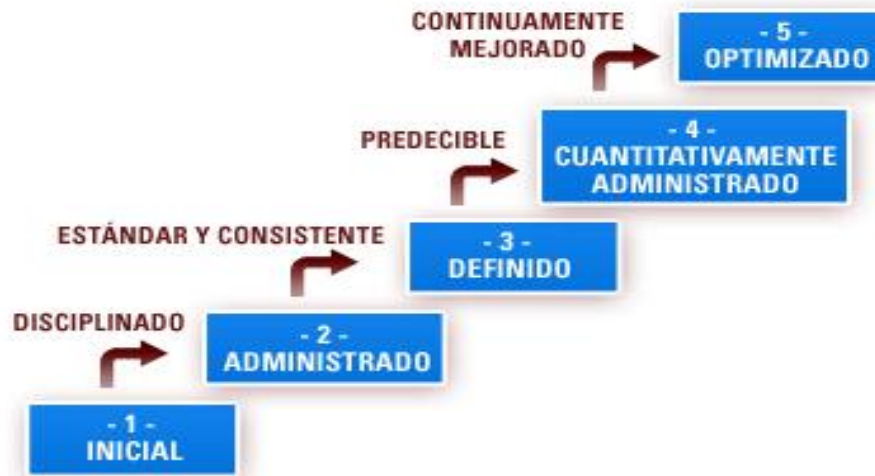 CONTINUAMENTE
MEJORADO
- 5 -
OPTIMIZADO
PREDECIBLE
- 4 -
CUANTITATIVAMENTE
ADMINISTRADO
ESTÁNDAR Y CONSISTENTE
- 3 -
DEFINIDO
DISCIPLINADO
- 2 -
ADMINISTRADO
- 1 -
INICIAL